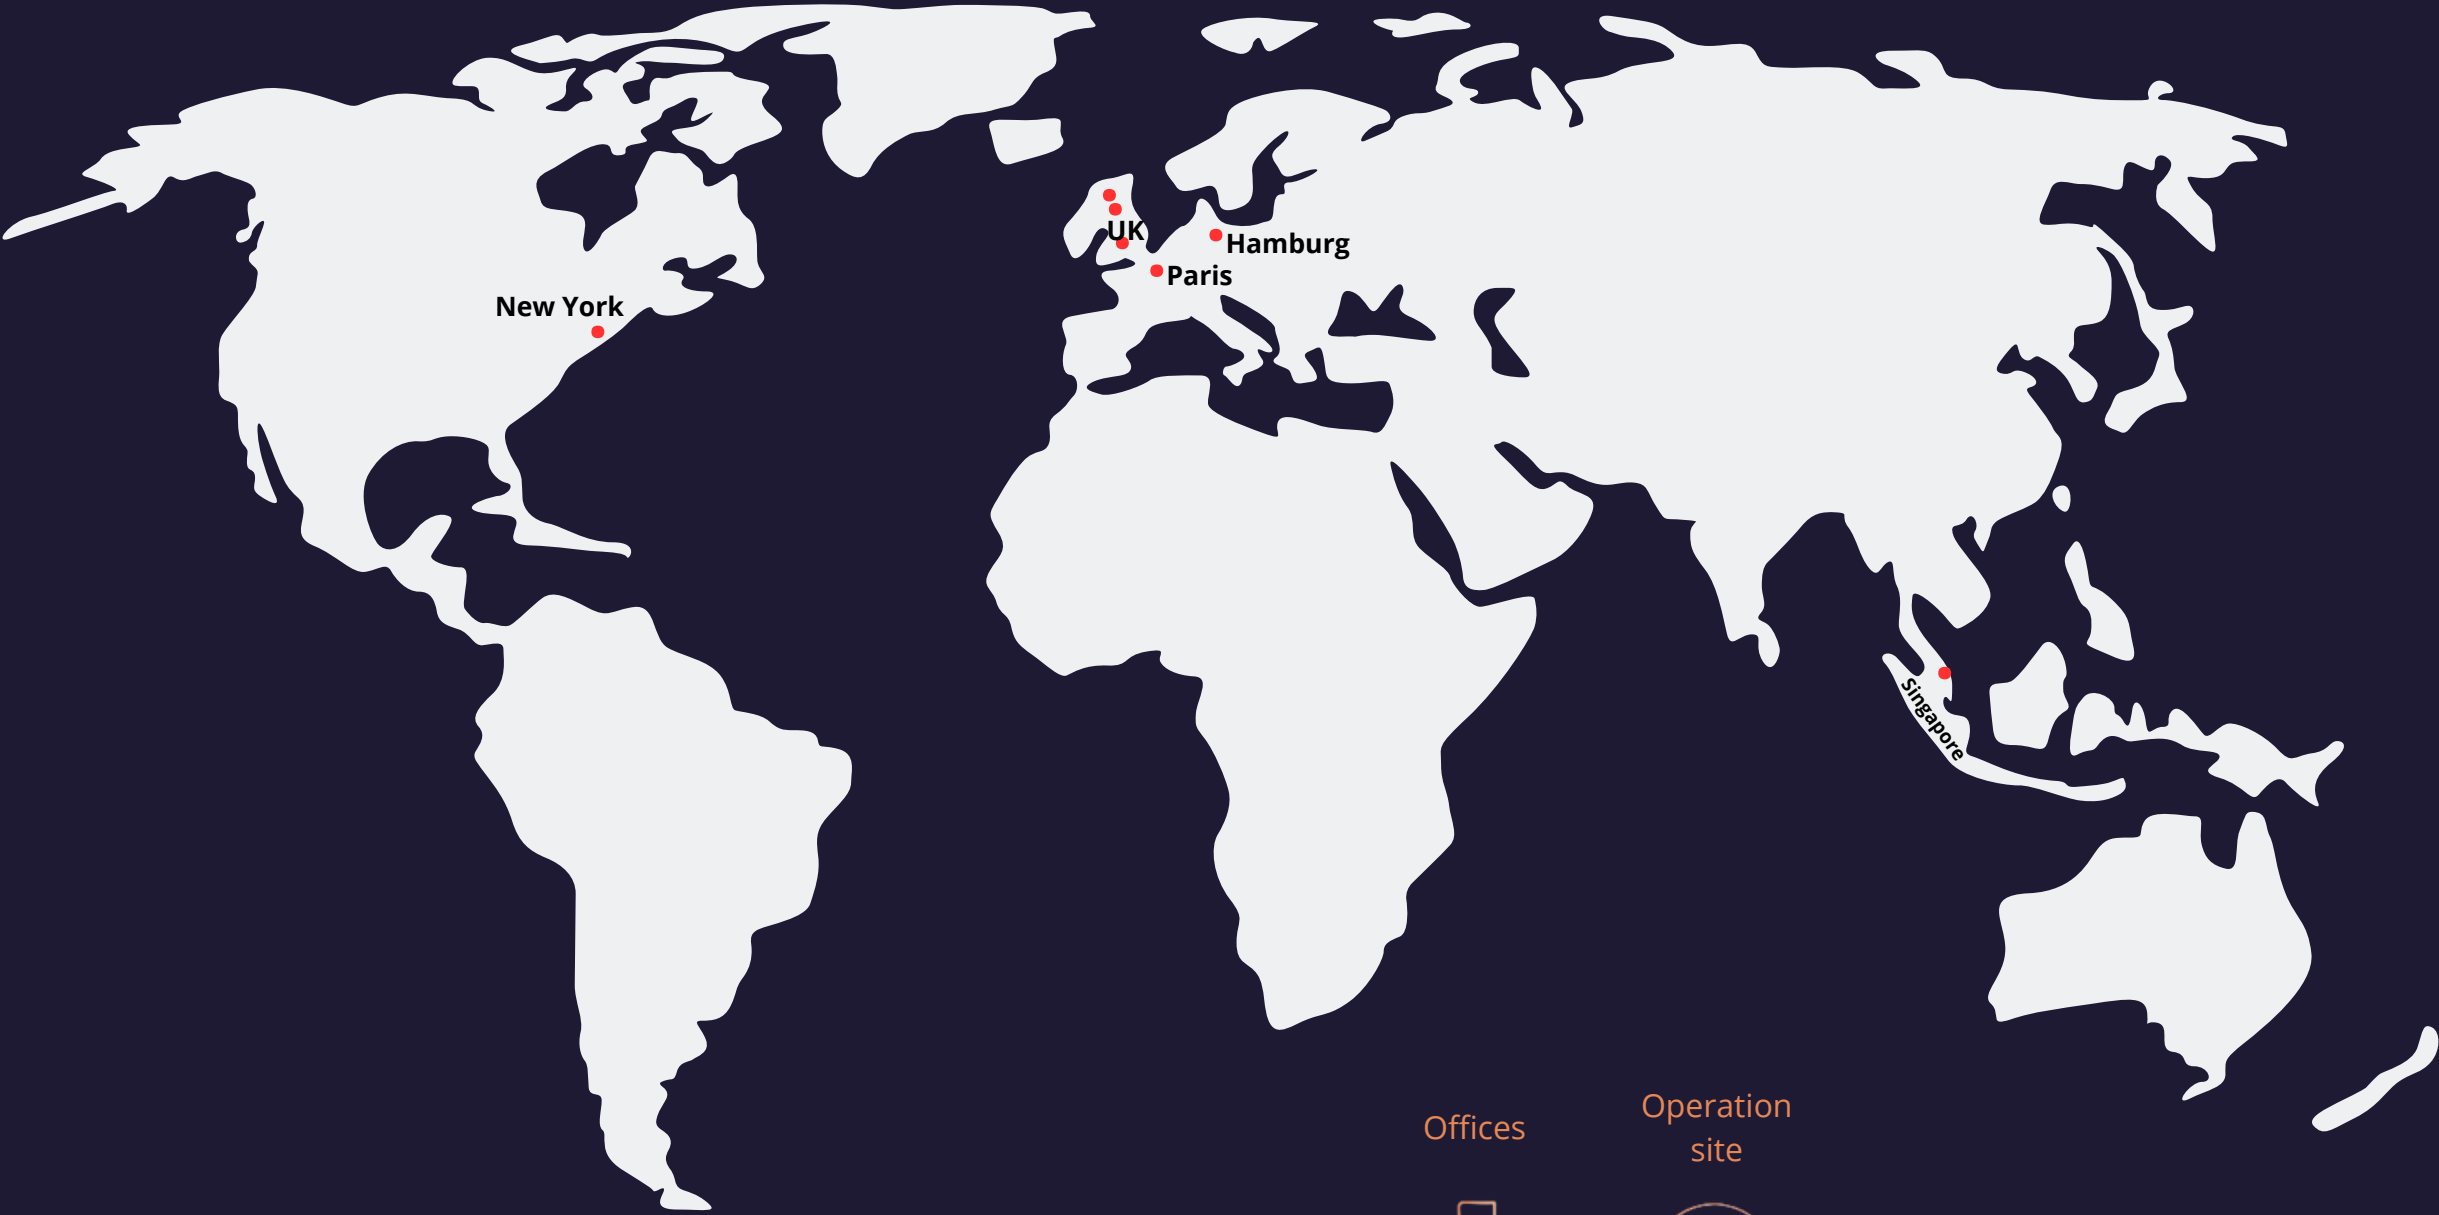 UK
Hamburg
Paris
New York
Singapore
Offices
Operation
site